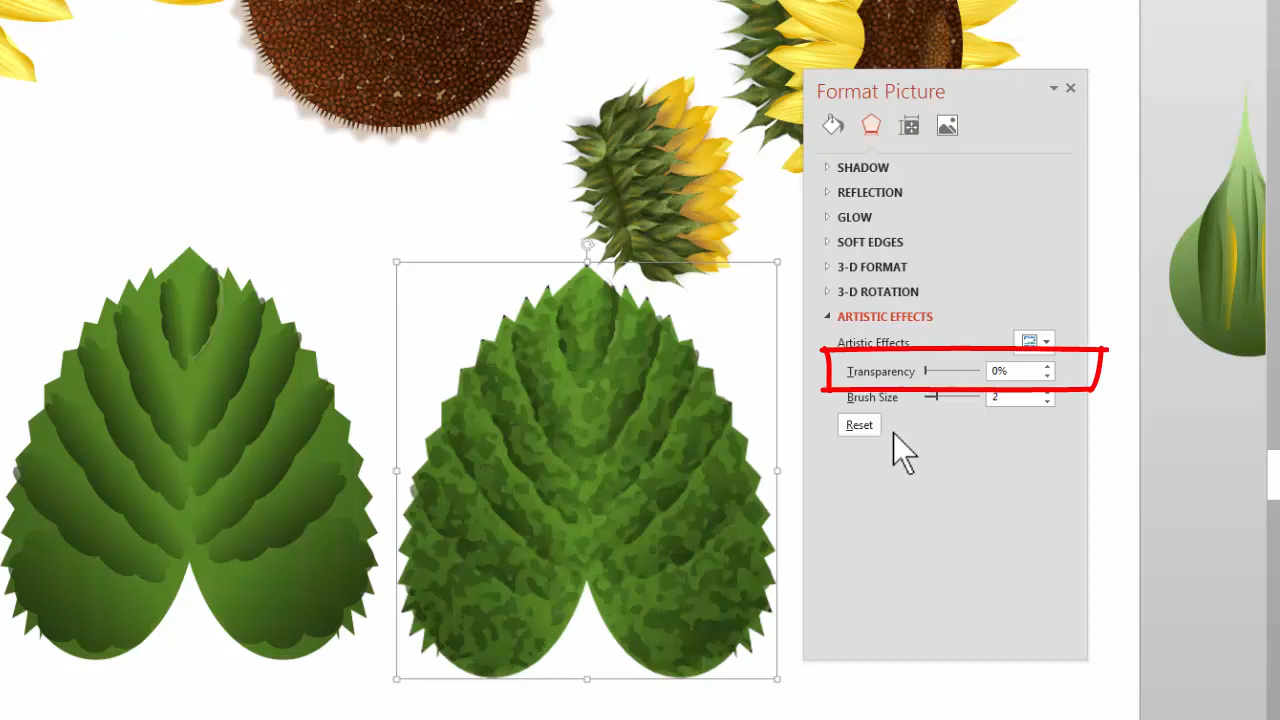 Format Picture
SHADOW
REFLECTION
GLOW
SOFT EDGES
3-D FORMAT
3-D ROTATION
ARTISTIC EFFECTS
Artistic Effects
Transparency 0%
Brush Size 2
Reset